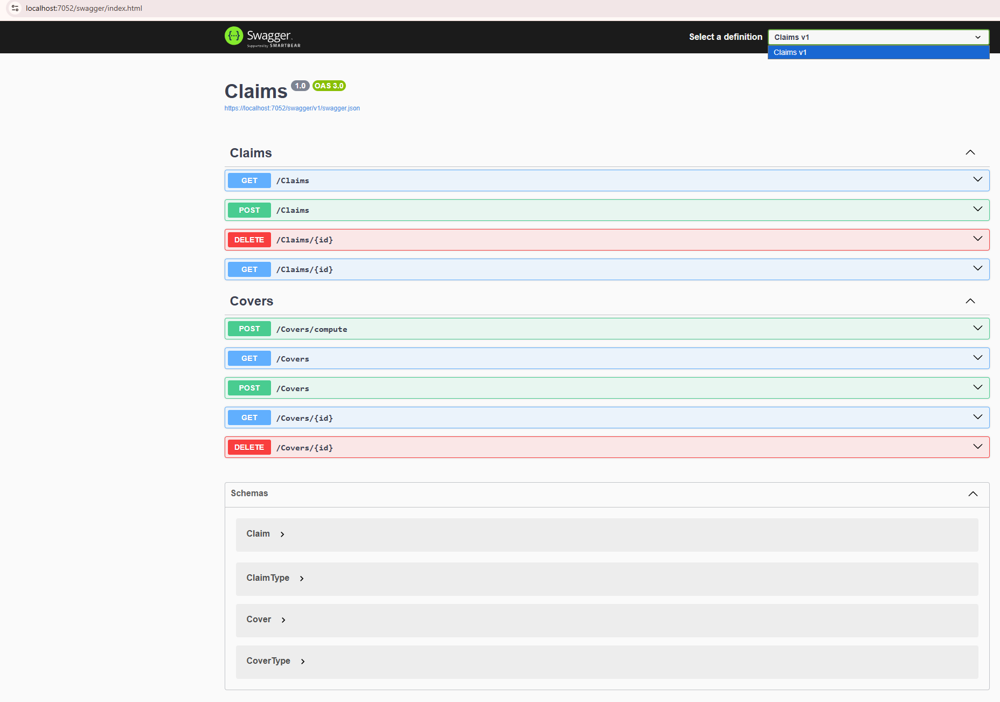 localhost:7052/swagger/index.html
{...} Swagger
Supported by SMARTBEAR
Select a definition
Claims v1
Claims v1
Claims 1.0 OAS 3.0
https://localhost:7052/swagger/v1/swagger.json
Claims
GET /Claims
POST /Claims
DELETE /Claims/{id}
GET /Claims/{id}
Covers
POST /Covers/compute
GET /Covers
POST /Covers
GET /Covers/{id}
DELETE /Covers/{id}
Schemas
Claim
ClaimType
Cover
CoverType